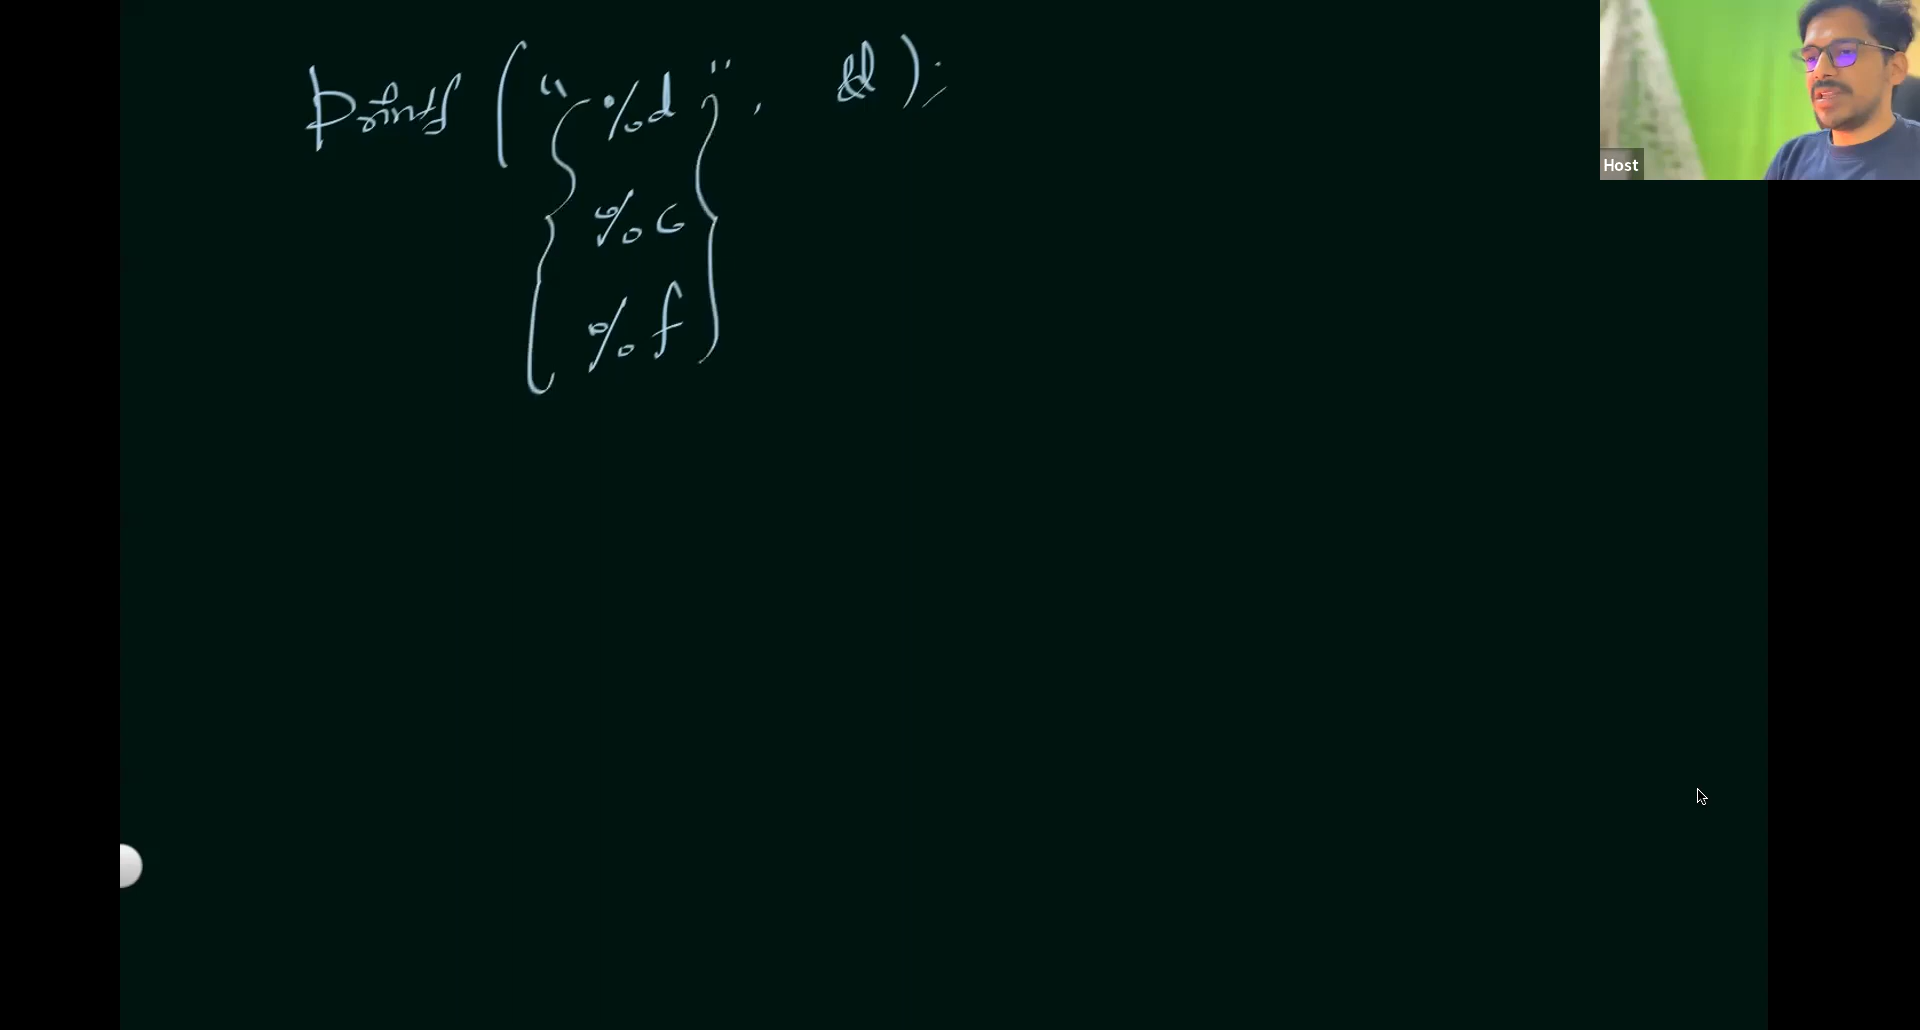 printf ( " %d " , );
%c
%f
Host